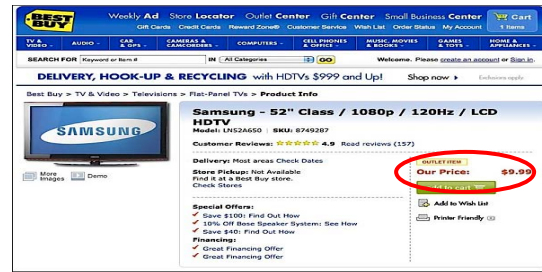 BEST BUY
Weekly Ad Store Locator Outlet Center Gift Center Small Business Center Cart
Gift Cards Credit Cards Reward Zone® Customer Service Wish List Order Status My Account 1 Items
TV & VIDEO AUDIO CAR & GPS CAMERAS & CAMCORDERS COMPUTERS CELL PHONES & OFFICE MUSIC, MOVIES & BOOKS GAMES & TOYS HOME & APPLIANCES
SEARCH FOR Keyword or Item # IN All Categories GO Welcome. Please create an account or Sign in.
DELIVERY, HOOK-UP & RECYCLING with HDTVs $999 and Up! Shop now Exclusions apply
Best Buy > TV & Video > Televisions > Flat-Panel TVs > Product Info
SAMSUNG
More Images
Demo
Samsung - 52" Class / 1080p / 120Hz / LCD
HDTV
Model: LN52A650 | SKU: 8749287
Customer Reviews: 4.9 Read reviews (157)
Delivery: Most areas Check Dates
Store Pickup: Not Available
Find it at a Best Buy store.
Check Stores
Special Offers:
Save $100: Find Out How
10% Off Bose Speaker System: See How
Save $40: Find Out How
Financing:
Great Financing Offer
Great Financing Offer
OUTLET ITEM
Our Price: $9.99
Add to cart
Add to Wish List
Printer Friendly